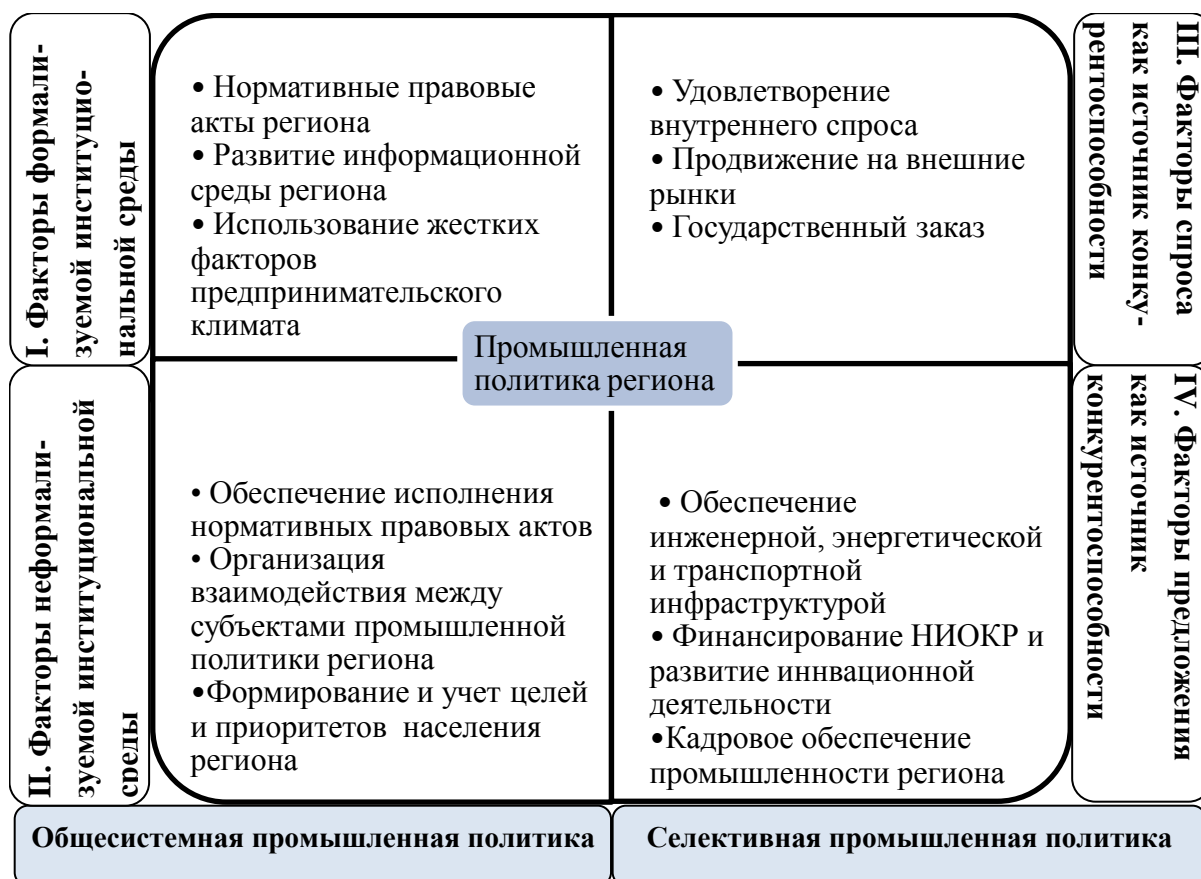 I. Факторы формали-
зуемой институцио-
нальной среды
• Нормативные правовые
акты региона
• Развитие информационной
среды региона
• Использование жестких
факторов
предпринимательского
климата
• Удовлетворение
внутреннего спроса
• Продвижение на внешние
рынки
• Государственный заказ
III. Факторы спроса
как источник конку-
рентоспособности
Промышленная
политика региона
II. Факторы неформали-
зуемой институциональной
среды
• Обеспечение исполнения
нормативных правовых актов
• Организация
взаимодействия между
субъектами промышленной
политики региона
•Формирование и учет целей
и приоритетов населения
региона
• Обеспечение
инженерной, энергетической
и транспортной
инфраструктурой
• Финансирование НИОКР и
развитие иннвационной
деятельности
•Кадровое обеспечение
промышленности региона
IV. Факторы предложения
как источник
конкурентоспособности
Общесистемная промышленная политика
Селективная промышленная политика